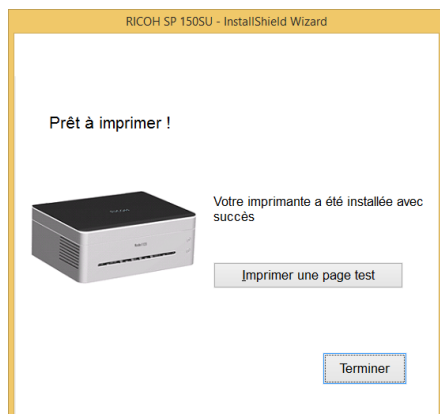 RICOH SP 150SU - InstallShield Wizard
Prêt à imprimer !
Votre imprimante a été installée avec
succès
Imprimer une page test
Terminer